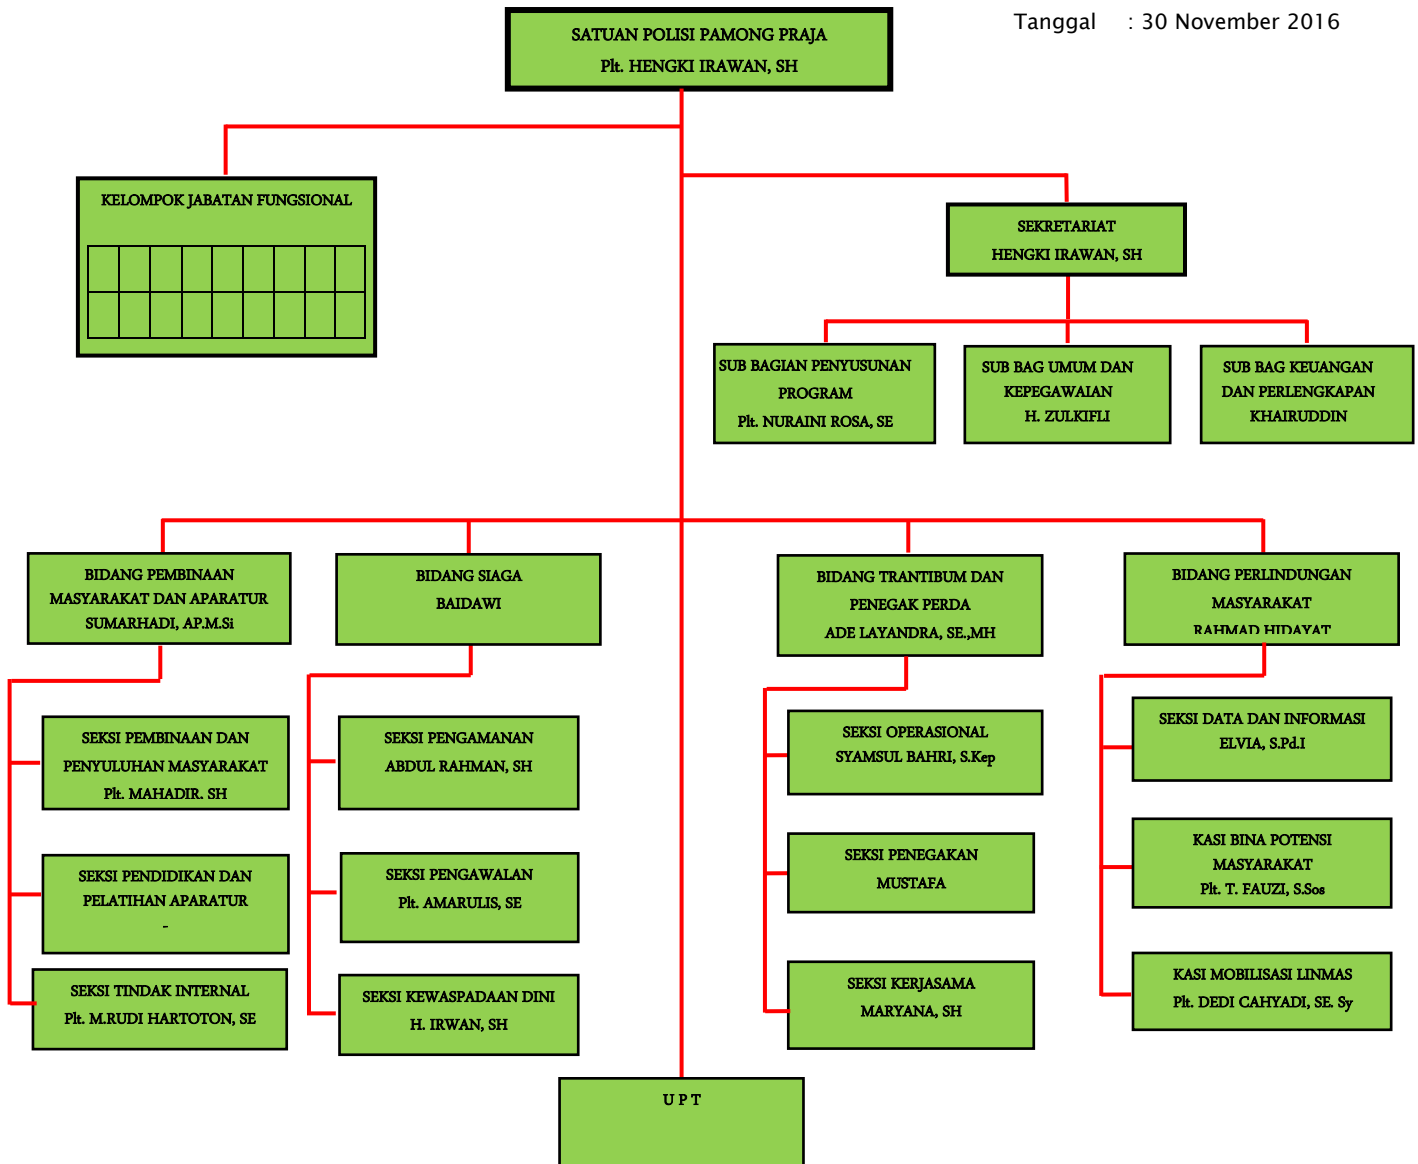 Tanggal : 30 November 2016
SATUAN POLISI PAMONG PRAJA
Plt. HENGKI IRAWAN, SH
KELOMPOK JABATAN FUNGSIONAL
SEKRETARIAT
HENGKI IRAWAN, SH
SUB BAGIAN PENYUSUNAN
PROGRAM
Plt. NURAINI ROSA, SE
SUB BAG UMUM DAN
KEPEGAWAIAN
H. ZULKIFLI
SUB BAG KEUANGAN
DAN PERLENGKAPAN
KHAIRUDDIN
BIDANG PEMBINAAN
MASYARAKAT DAN APARATUR
SUMARHADI, AP.M.Si
BIDANG SIAGA
BAIDAWI
BIDANG TRANTIBUM DAN
PENEGAK PERDA
ADE LAYANDRA, SE.,MH
BIDANG PERLINDUNGAN
MASYARAKAT
RAHMAD HIDAYAT
SEKSI PEMBINAAN DAN
PENYULUHAN MASYARAKAT
Plt. MAHADIR. SH
SEKSI PENDIDIKAN DAN
PELATIHAN APARATUR
-
SEKSI TINDAK INTERNAL
Plt. M.RUDI HARTOTON, SE
SEKSI PENGAMANAN
ABDUL RAHMAN, SH
SEKSI PENGAWALAN
Plt. AMARULIS, SE
SEKSI KEWASPADAAN DINI
H. IRWAN, SH
SEKSI OPERASIONAL
SYAMSUL BAHRI, S.Kep
SEKSI PENEGAKAN
MUSTAFA
SEKSI KERJASAMA
MARYANA, SH
SEKSI DATA DAN INFORMASI
ELVIA, S.Pd.I
KASI BINA POTENSI
MASYARAKAT
Plt. T. FAUZI, S.Sos
KASI MOBILISASI LINMAS
Plt. DEDI CAHYADI, SE. Sy
U P T